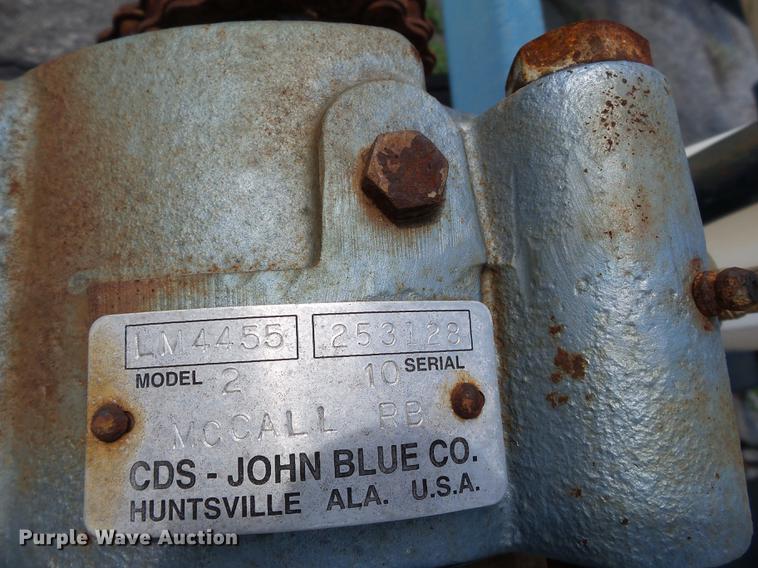 LM4455 253128
MODEL 2 10 SERIAL
MCCALL RB
CDS - JOHN BLUE CO.
HUNTSVILLE ALA. U.S.A.
Purple Wave Auction